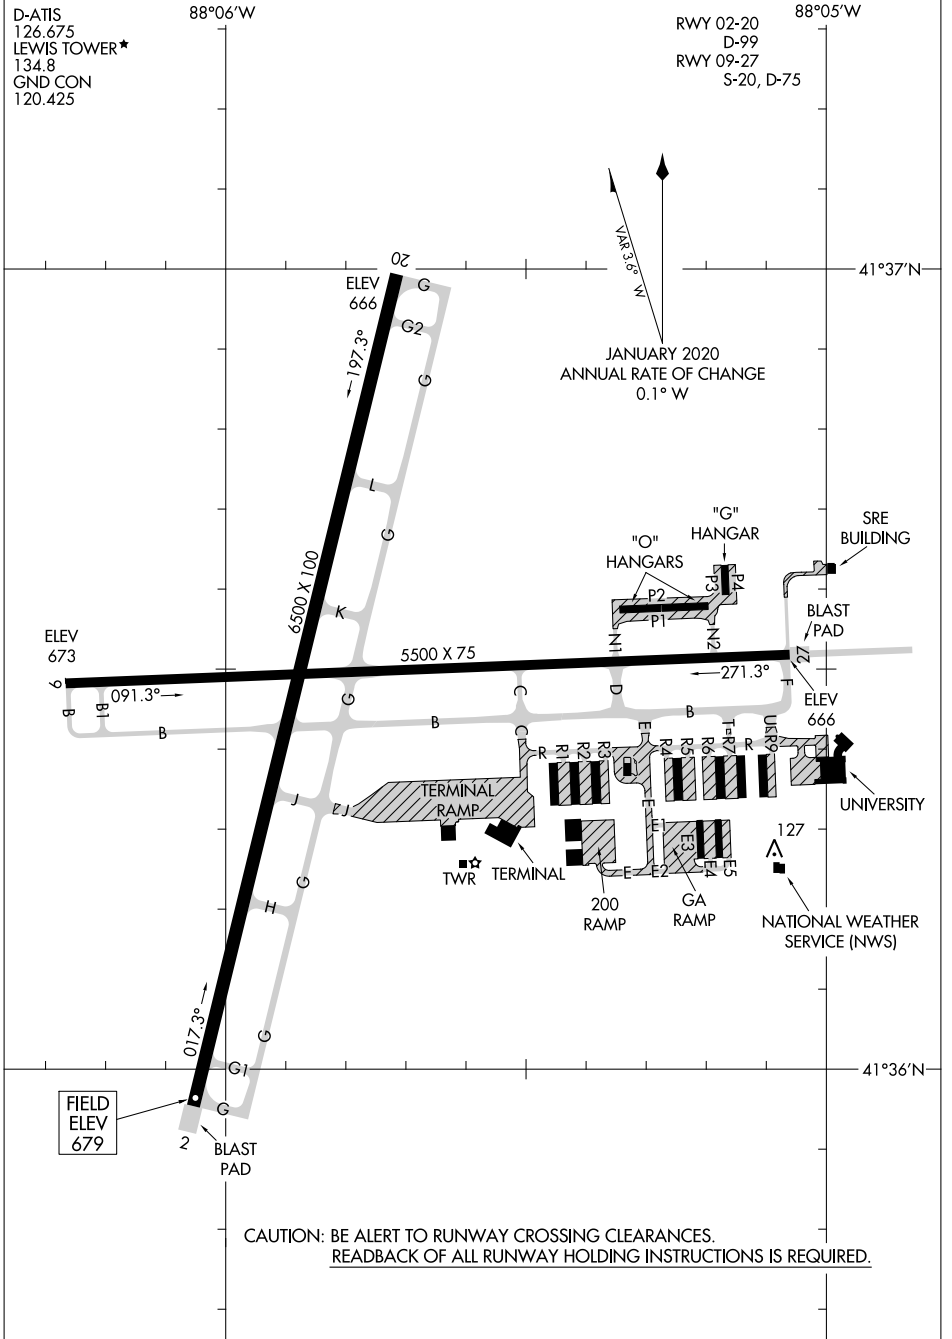 D-ATIS
126.675
LEWIS TOWER★
134.8
GND CON
120.425
88°06'W
88°05'W
RWY 02-20
D-99
RWY 09-27
S-20, D-75
VAR 3.6° W
JANUARY 2020
ANNUAL RATE OF CHANGE
0.1° W
41°37'N
20
ELEV
666
G
G2
197.3°
G
L
G
6500 X 100
K
"G"
HANGAR
"O"
HANGARS
SRE
BUILDING
P2
P1
P3
P4
N1
N2
BLAST
PAD
ELEV
673
9
091.3°
5500 X 75
271.3°
27
ELEV
666
B
B1
B
G
B
C
D
B
F
C
E
R
R1
R2
R3
R4
R5
R6
R7
R
R9
J
J
TERMINAL
RAMP
UNIVERSITY
E
E1
E3
E
E2
E4
E5
127
TWR
TERMINAL
200
RAMP
GA
RAMP
NATIONAL WEATHER
SERVICE (NWS)
G
H
017.3°
G
G1
G
41°36'N
FIELD
ELEV
679
2
BLAST
PAD
CAUTION: BE ALERT TO RUNWAY CROSSING CLEARANCES.
READBACK OF ALL RUNWAY HOLDING INSTRUCTIONS IS REQUIRED.